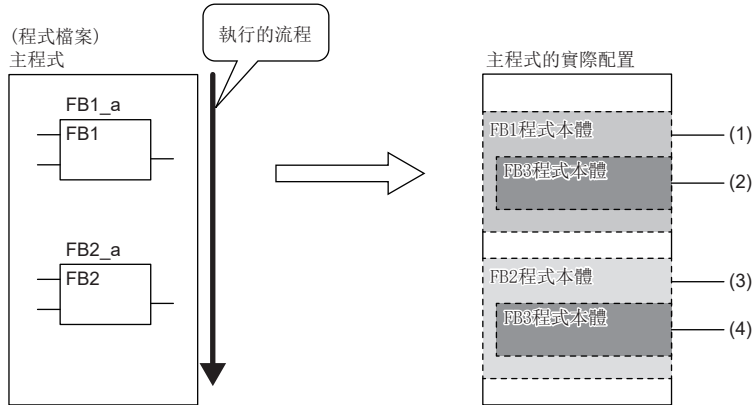 (程式檔案)
主程式
執行的流程
FB1_a
FB1
FB2_a
FB2
主程式的實際配置
FB1程式本體
(1)
FB3程式本體
(2)
FB2程式本體
(3)
FB3程式本體
(4)